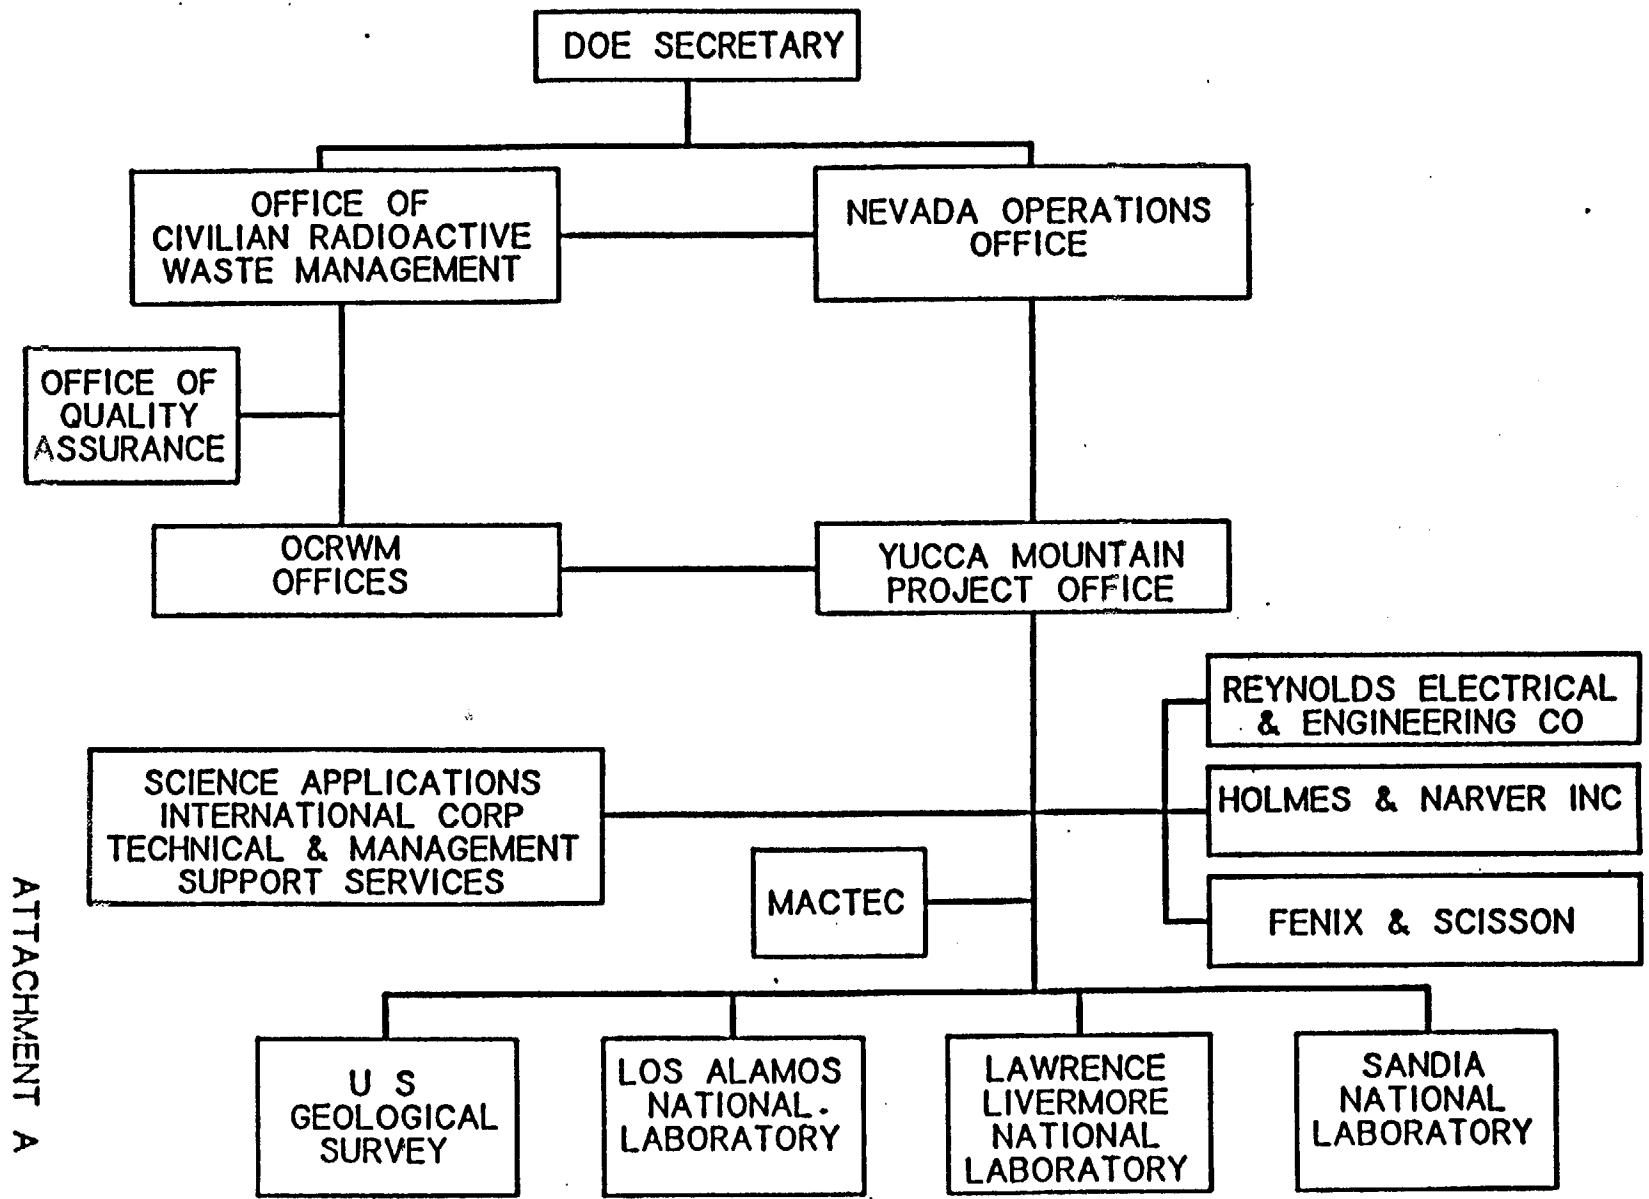 DOE SECRETARY
OFFICE OF
CIVILIAN RADIOACTIVE
WASTE MANAGEMENT
NEVADA OPERATIONS
OFFICE
OFFICE OF
QUALITY
ASSURANCE
OCRWM
OFFICES
YUCCA MOUNTAIN
PROJECT OFFICE
REYNOLDS ELECTRICAL
& ENGINEERING CO
SCIENCE APPLICATIONS
INTERNATIONAL CORP
TECHNICAL & MANAGEMENT
SUPPORT SERVICES
HOLMES & NARVER INC
MACTEC
FENIX & SCISSON
U S
GEOLOGICAL
SURVEY
LOS ALAMOS
NATIONAL
LABORATORY
LAWRENCE
LIVERMORE
NATIONAL
LABORATORY
SANDIA
NATIONAL
LABORATORY
ATTACHMENT A